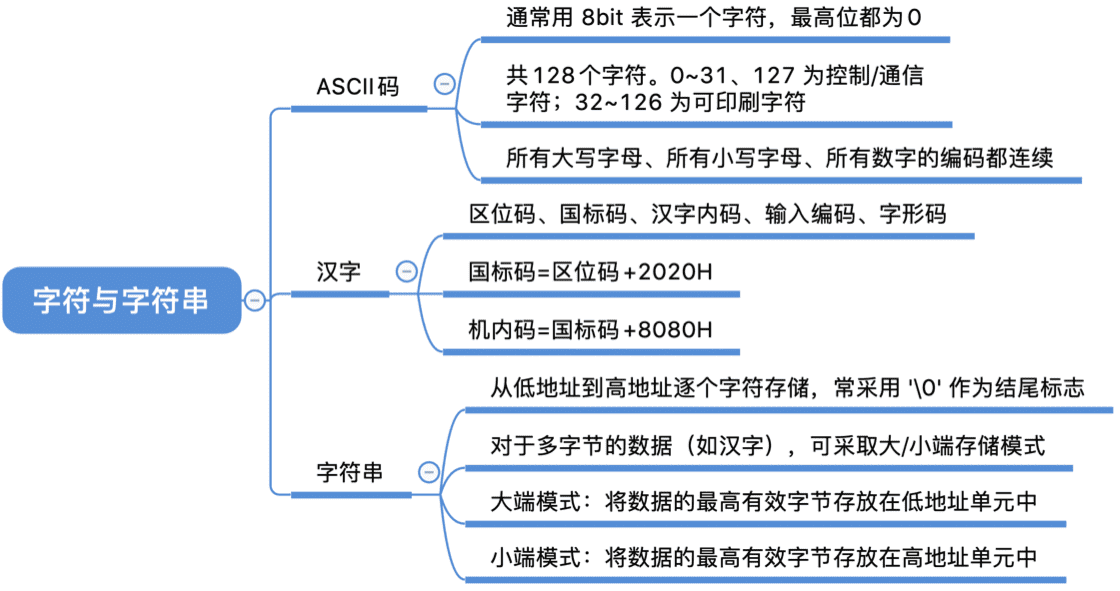 字符与字符串
ASCII码
通常用 8bit 表示一个字符，最高位都为0
共128个字符。0~31、127 为控制/通信
字符；32~126 为可印刷字符
所有大写字母、所有小写字母、所有数字的编码都连续
汉字
区位码、国标码、汉字内码、输入编码、字形码
国标码=区位码+2020H
机内码=国标码+8080H
字符串
从低地址到高地址逐个字符存储，常采用 '\0' 作为结尾标志
对于多字节的数据（如汉字），可采取大/小端存储模式
大端模式：将数据的最高有效字节存放在低地址单元中
小端模式：将数据的最高有效字节存放在高地址单元中